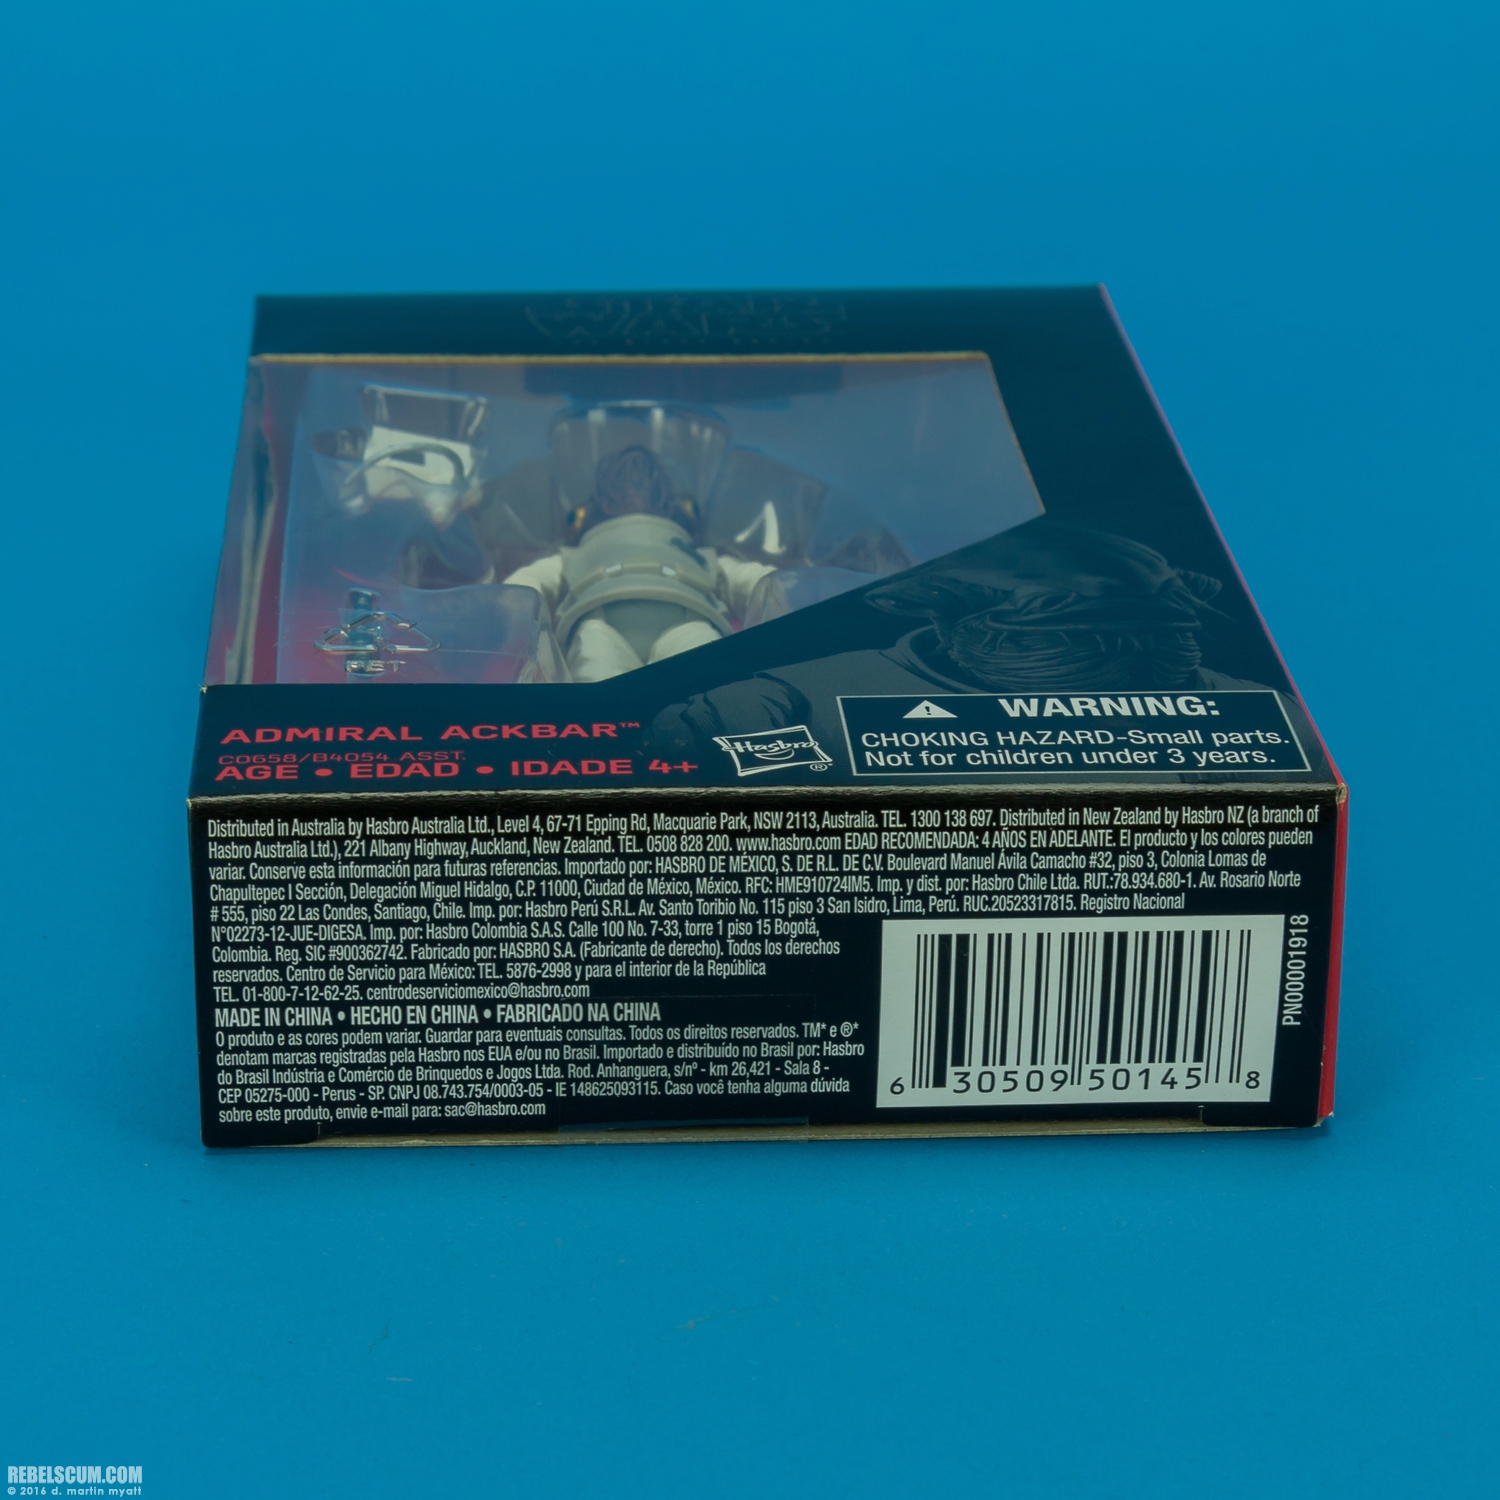 STAR
WARS
PET
ADMIRAL ACKBAR™
C0658/B4054 ASST.
AGE • EDAD • IDADE 4+
Hasbro®
WARNING:
CHOKING HAZARD-Small parts.
Not for children under 3 years.
Distributed in Australia by Hasbro Australia Ltd., Level 4, 67-71 Epping Rd, Macquarie Park, NSW 2113, Australia. TEL. 1300 138 697. Distributed in New Zealand by Hasbro NZ (a branch of
Hasbro Australia Ltd.), 221 Albany Highway, Auckland, New Zealand. TEL. 0508 828 200. www.hasbro.com EDAD RECOMENDADA: 4 AÑOS EN ADELANTE. El producto y los colores pueden
variar. Conserve esta información para futuras referencias. Importado por: HASBRO DE MÉXICO, S. DE R.L. DE C.V. Boulevard Manuel Ávila Camacho #32, piso 3, Colonia Lomas de
Chapultepec I Sección, Delegación Miguel Hidalgo, C.P. 11000, Ciudad de México, México. RFC: HME910724IM5. Imp. y dist. por: Hasbro Chile Ltda. RUT.:78.934.680-1. Av. Rosario Norte
# 555, piso 22 Las Condes, Santiago, Chile. Imp. por: Hasbro Perú S.R.L. Av. Santo Toribio No. 115 piso 3 San Isidro, Lima, Perú. RUC.20523317815. Registro Nacional
N°02273-12-JUE-DIGESA. Imp. por: Hasbro Colombia S.A.S. Calle 100 No. 7-33, torre 1 piso 15 Bogotá,
Colombia. Reg. SIC #900362742. Fabricado por: HASBRO S.A. (Fabricante de derecho). Todos los derechos
reservados. Centro de Servicio para México: TEL. 5876-2998 y para el interior de la República
TEL. 01-800-7-12-62-25. centrodeserviciomexico@hasbro.com
MADE IN CHINA • HECHO EN CHINA • FABRICADO NA CHINA
O produto e as cores podem variar. Guardar para eventuais consultas. Todos os direitos reservados. TM* e ®*
denotam marcas registradas pela Hasbro nos EUA e/ou no Brasil. Importado e distribuído no Brasil por: Hasbro
do Brasil Indústria e Comércio de Brinquedos e Jogos Ltda. Rod. Anhanguera, s/nº - km 26,421 - Sala 8 -
CEP 05275-000 - Perus - SP. CNPJ 08.743.754/0003-05 - IE 148625093115. Caso você tenha alguma dúvida
sobre este produto, envie e-mail para: sac@hasbro.com
6 30509 50145 8
PN00001918
REBELSCUM.COM
© 2016 d. martin myatt